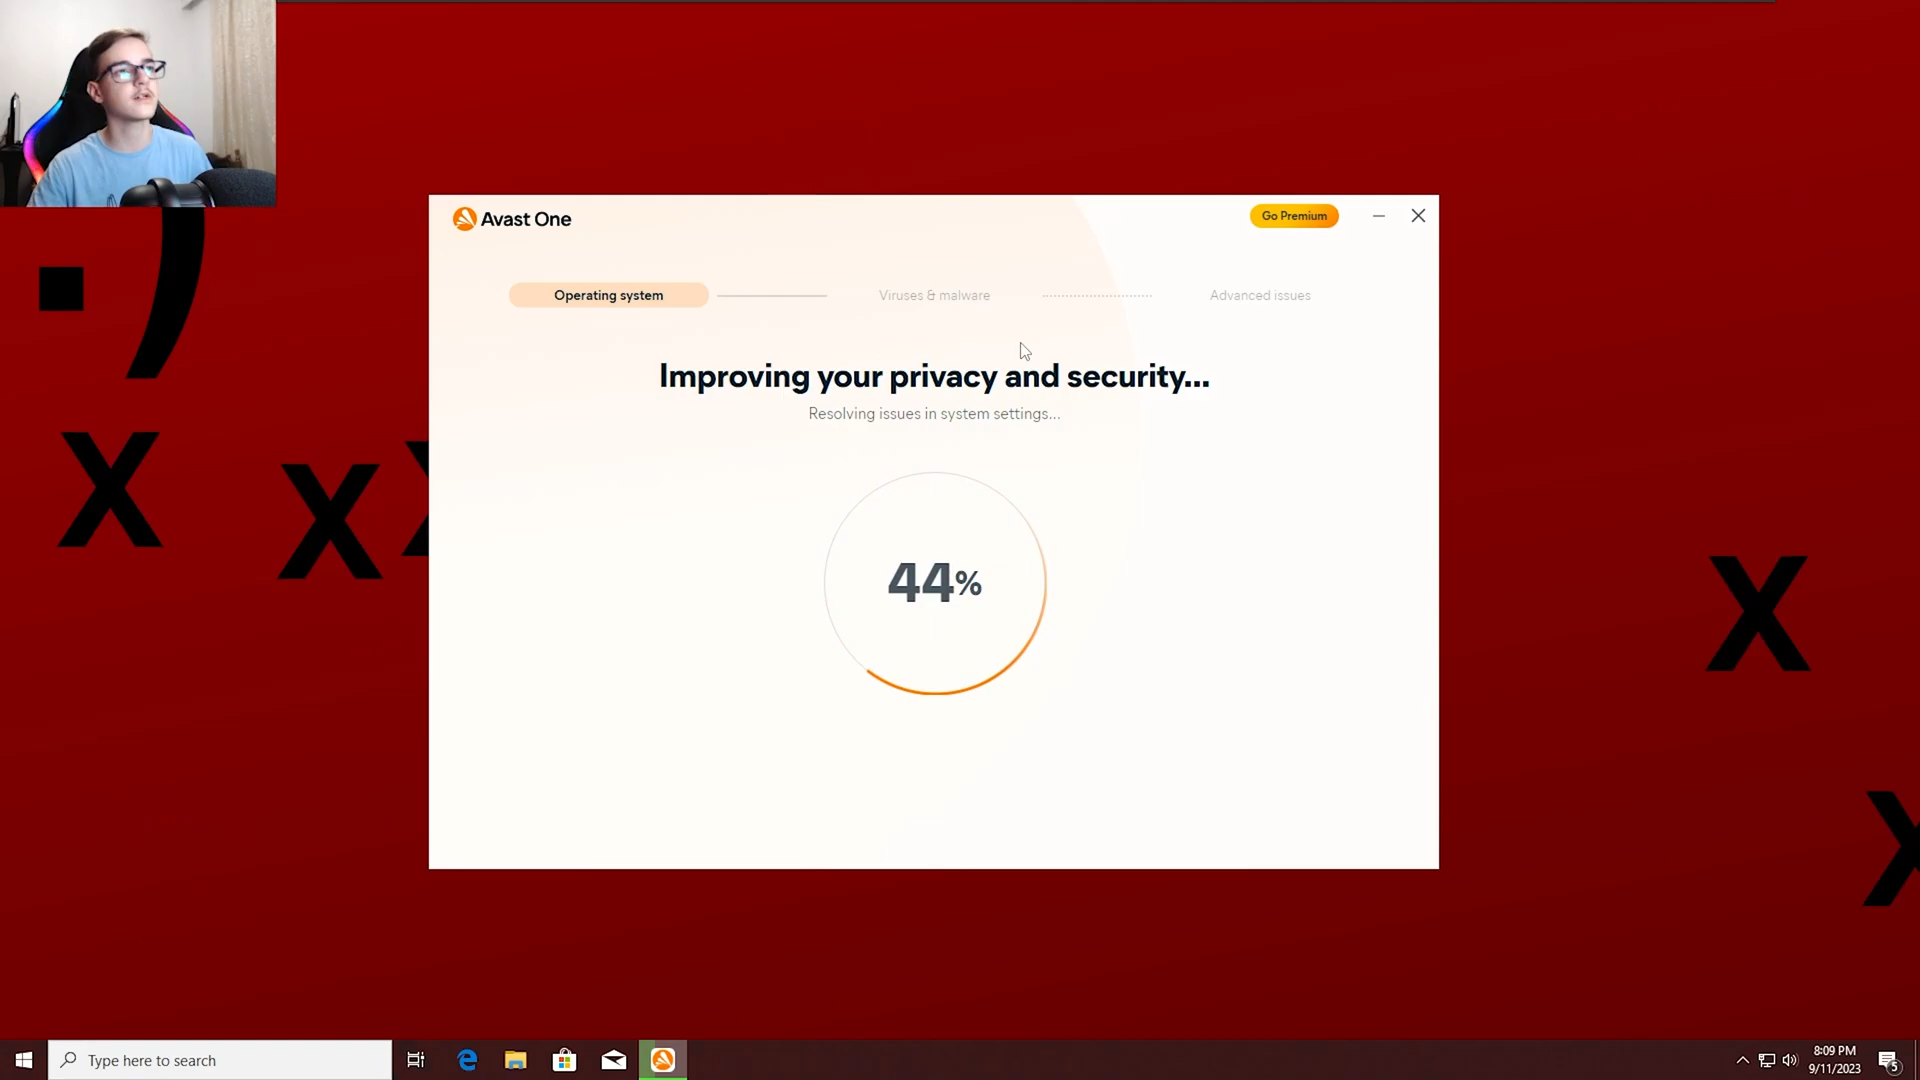 Avast One
Go Premium
Operating system
Viruses & malware
Advanced issues
Improving your privacy and security...
Resolving issues in system settings...
44%
.)
X
X
X
X
X
Type here to search
8:09 PM
9/11/2023
5